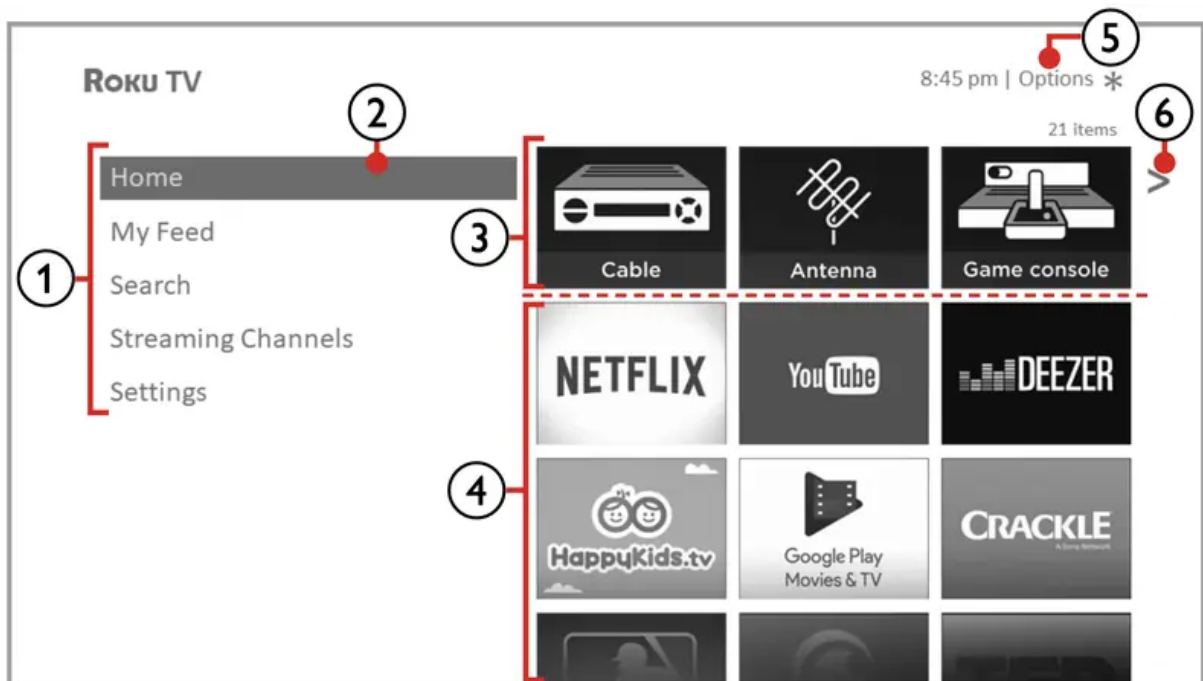 5
ROKU TV
8:45 pm | Options *
2
6
21 items
Home
My Feed
1
3
Search
Cable
Antenna
Game console
>
Streaming Channels
Settings
4
NETFLIX
YouTube
DEEZER
HappyKids.tv
Google Play
Movies & TV
CRACKLE
A Sony Network